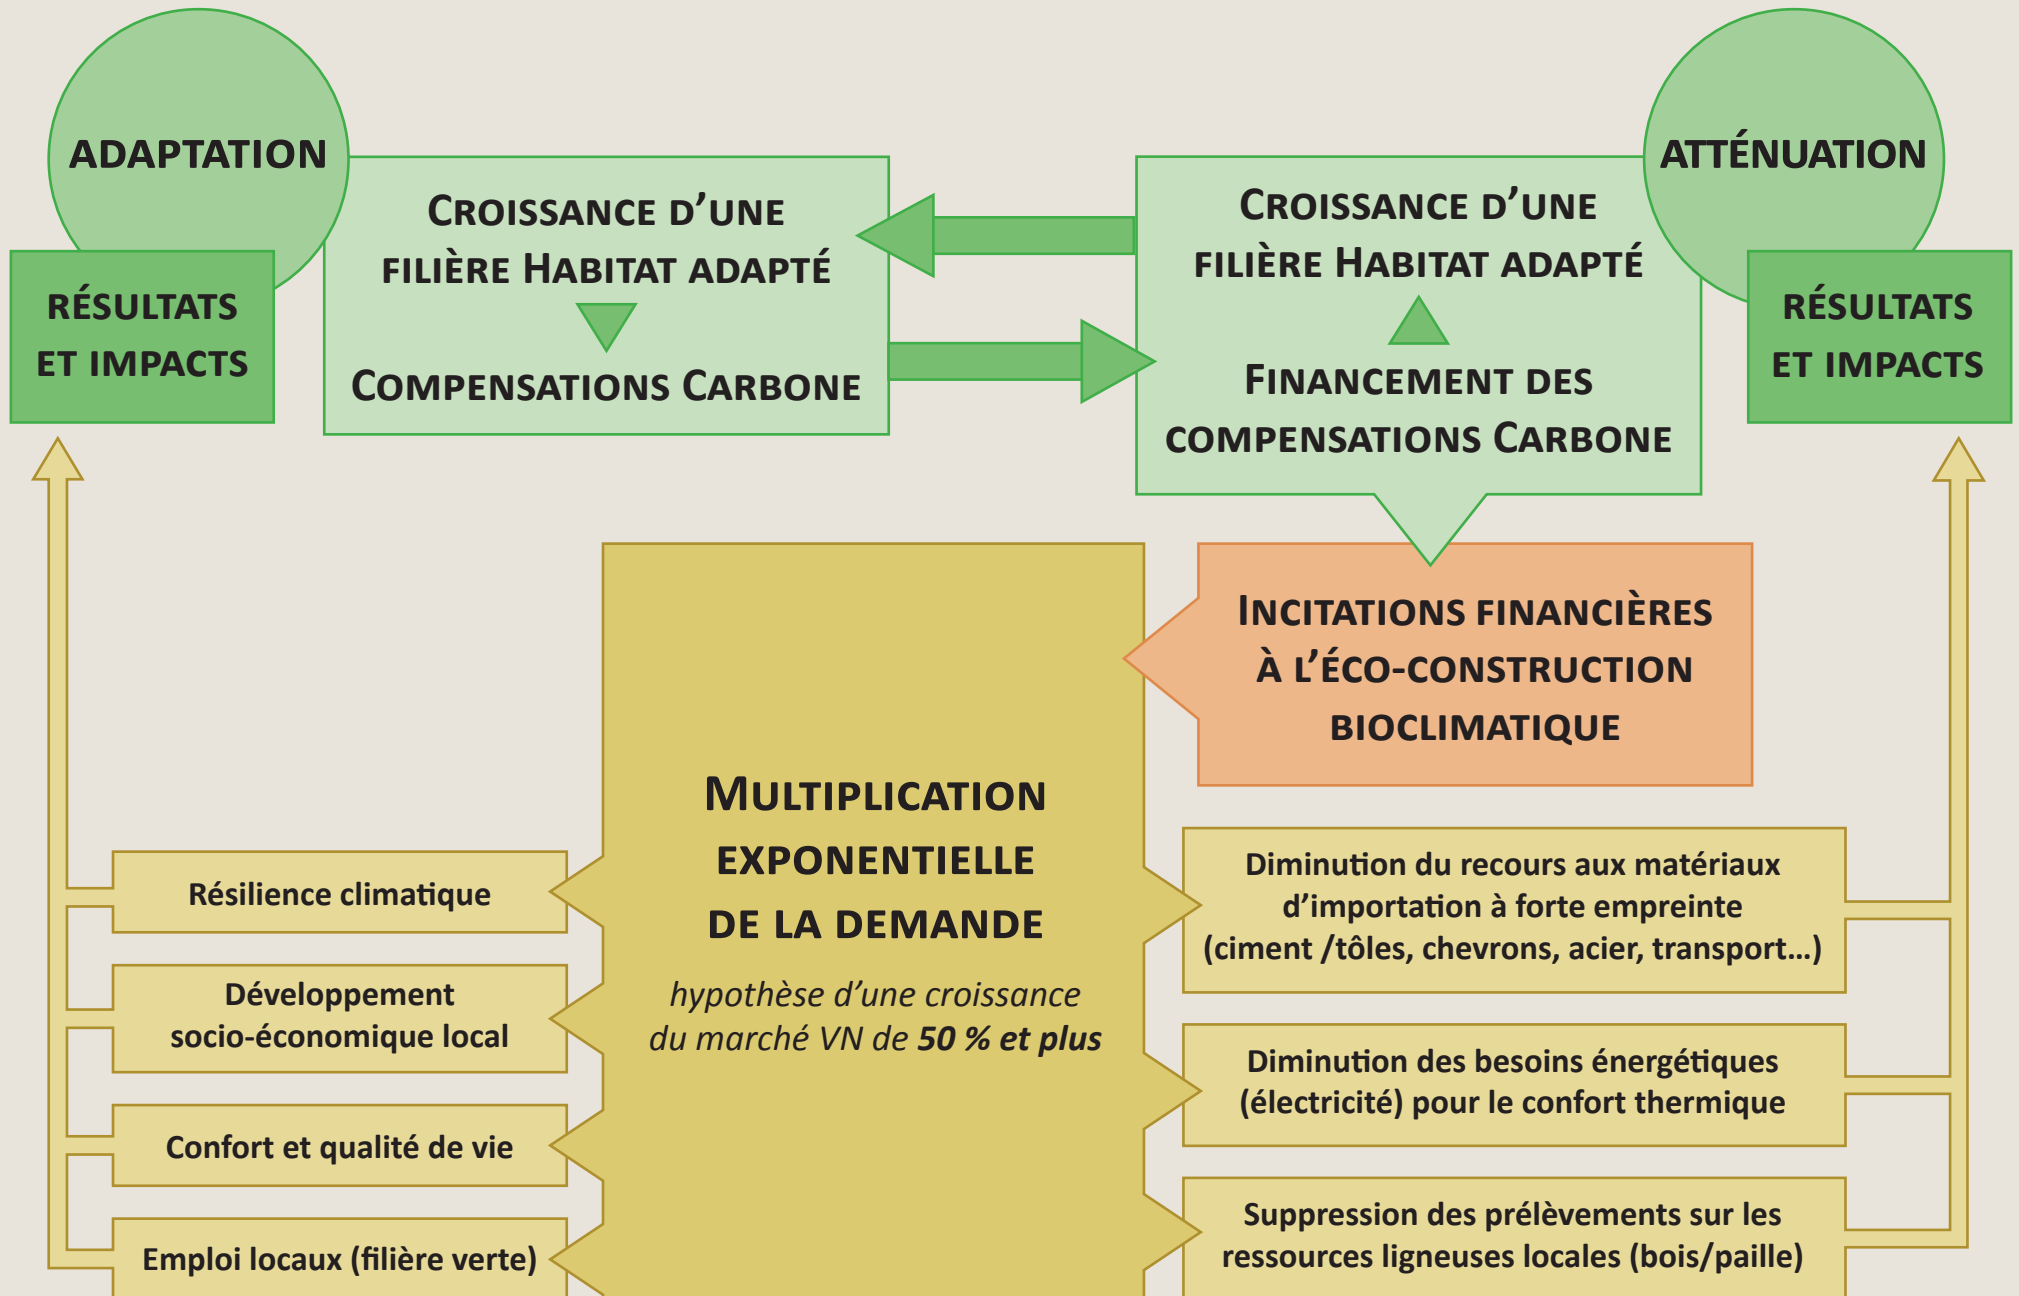 ADAPTATION
RÉSULTATS
ET IMPACTS
CROISSANCE D’UNE
FILIÈRE HABITAT ADAPTÉ
COMPENSATIONS CARBONE
CROISSANCE D’UNE
FILIÈRE HABITAT ADAPTÉ
FINANCEMENT DES
COMPENSATIONS CARBONE
ATTÉNUATION
RÉSULTATS
ET IMPACTS
INCITATIONS FINANCIÈRES
À L’ÉCO-CONSTRUCTION
BIOCLIMATIQUE
MULTIPLICATION
EXPONENTIELLE
DE LA DEMANDE
hypothèse d’une croissance
du marché VN de 50 % et plus
Résilience climatique
Développement
socio-économique local
Confort et qualité de vie
Emploi locaux (filière verte)
Diminution du recours aux matériaux
d’importation à forte empreinte
(ciment /tôles, chevrons, acier, transport...)
Diminution des besoins énergétiques
(électricité) pour le confort thermique
Suppression des prélèvements sur les
ressources ligneuses locales (bois/paille)